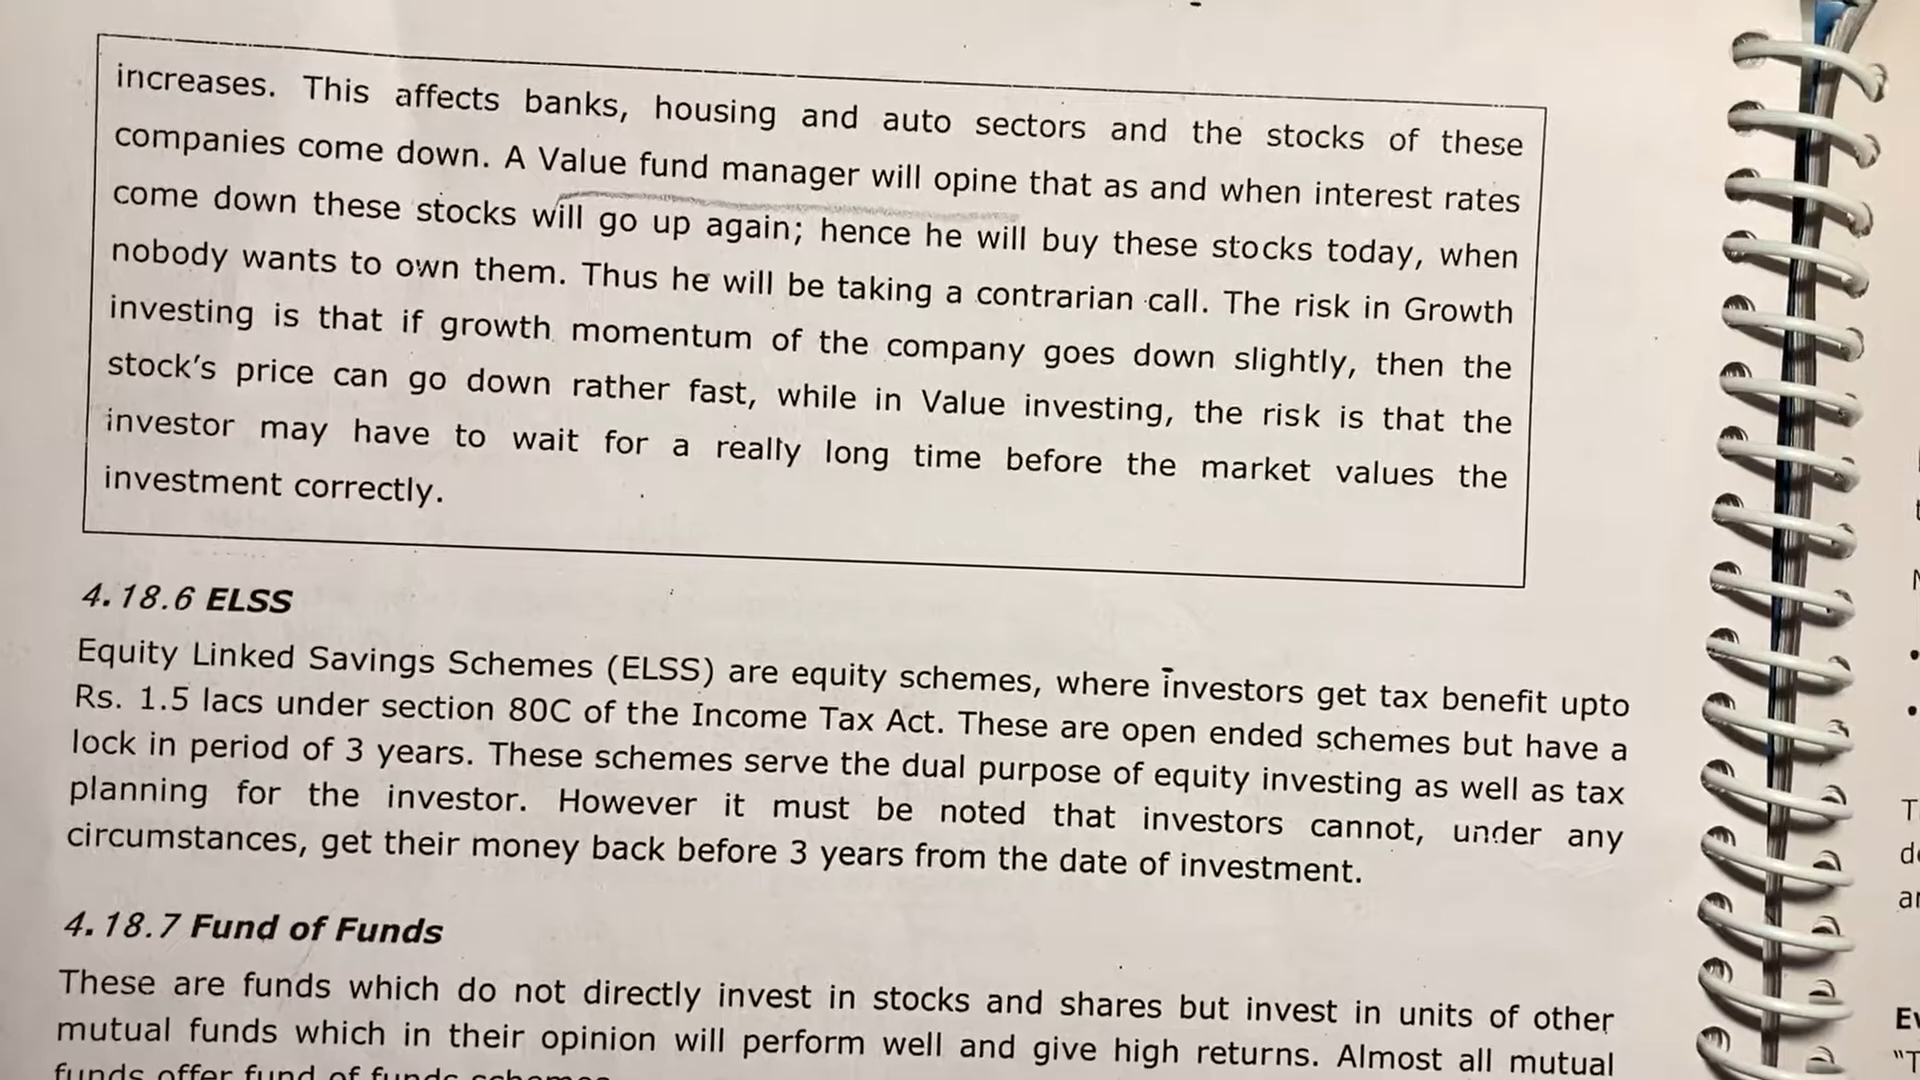 increases. This affects banks, housing and auto sectors and the stocks of these
companies come down. A Value fund manager will opine that as and when interest rates
come down these stocks will go up again; hence he will buy these stocks today, when
nobody wants to own them. Thus he will be taking a contrarian call. The risk in Growth
investing is that if growth momentum of the company goes down slightly, then the
stock's price can go down rather fast, while in Value investing, the risk is that the
investor may have to wait for a really long time before the market values the
investment correctly.
4.18.6 ELSS
Equity Linked Savings Schemes (ELSS) are equity schemes, where investors get tax benefit upto
Rs. 1.5 lacs under section 80C of the Income Tax Act. These are open ended schemes but have a
lock in period of 3 years. These schemes serve the dual purpose of equity investing as well as tax
planning for the investor. However it must be noted that investors cannot, under any
circumstances, get their money back before 3 years from the date of investment.
4.18.7 Fund of Funds
These are funds which do not directly invest in stocks and shares but invest in units of other
mutual funds which in their opinion will perform well and give high returns. Almost all mutual
funds offer fund of funds schemes.